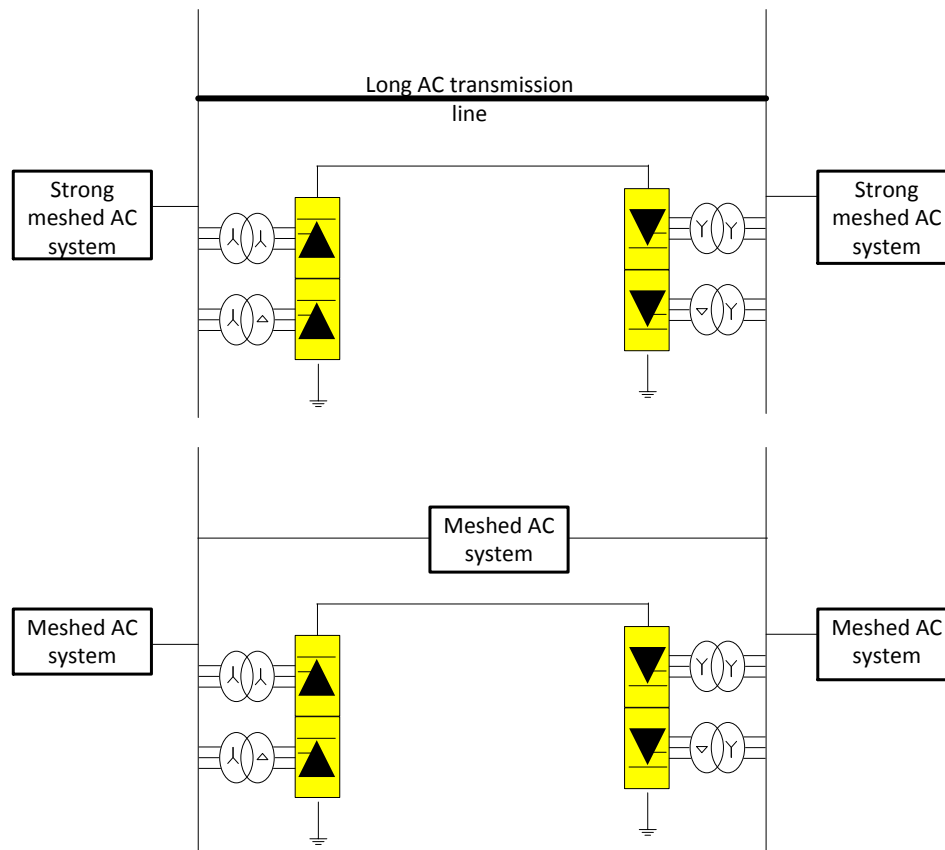 Long AC transmission
line
Strong
meshed AC
system
Strong
meshed AC
system
Meshed AC
system
Meshed AC
system
Meshed AC
system